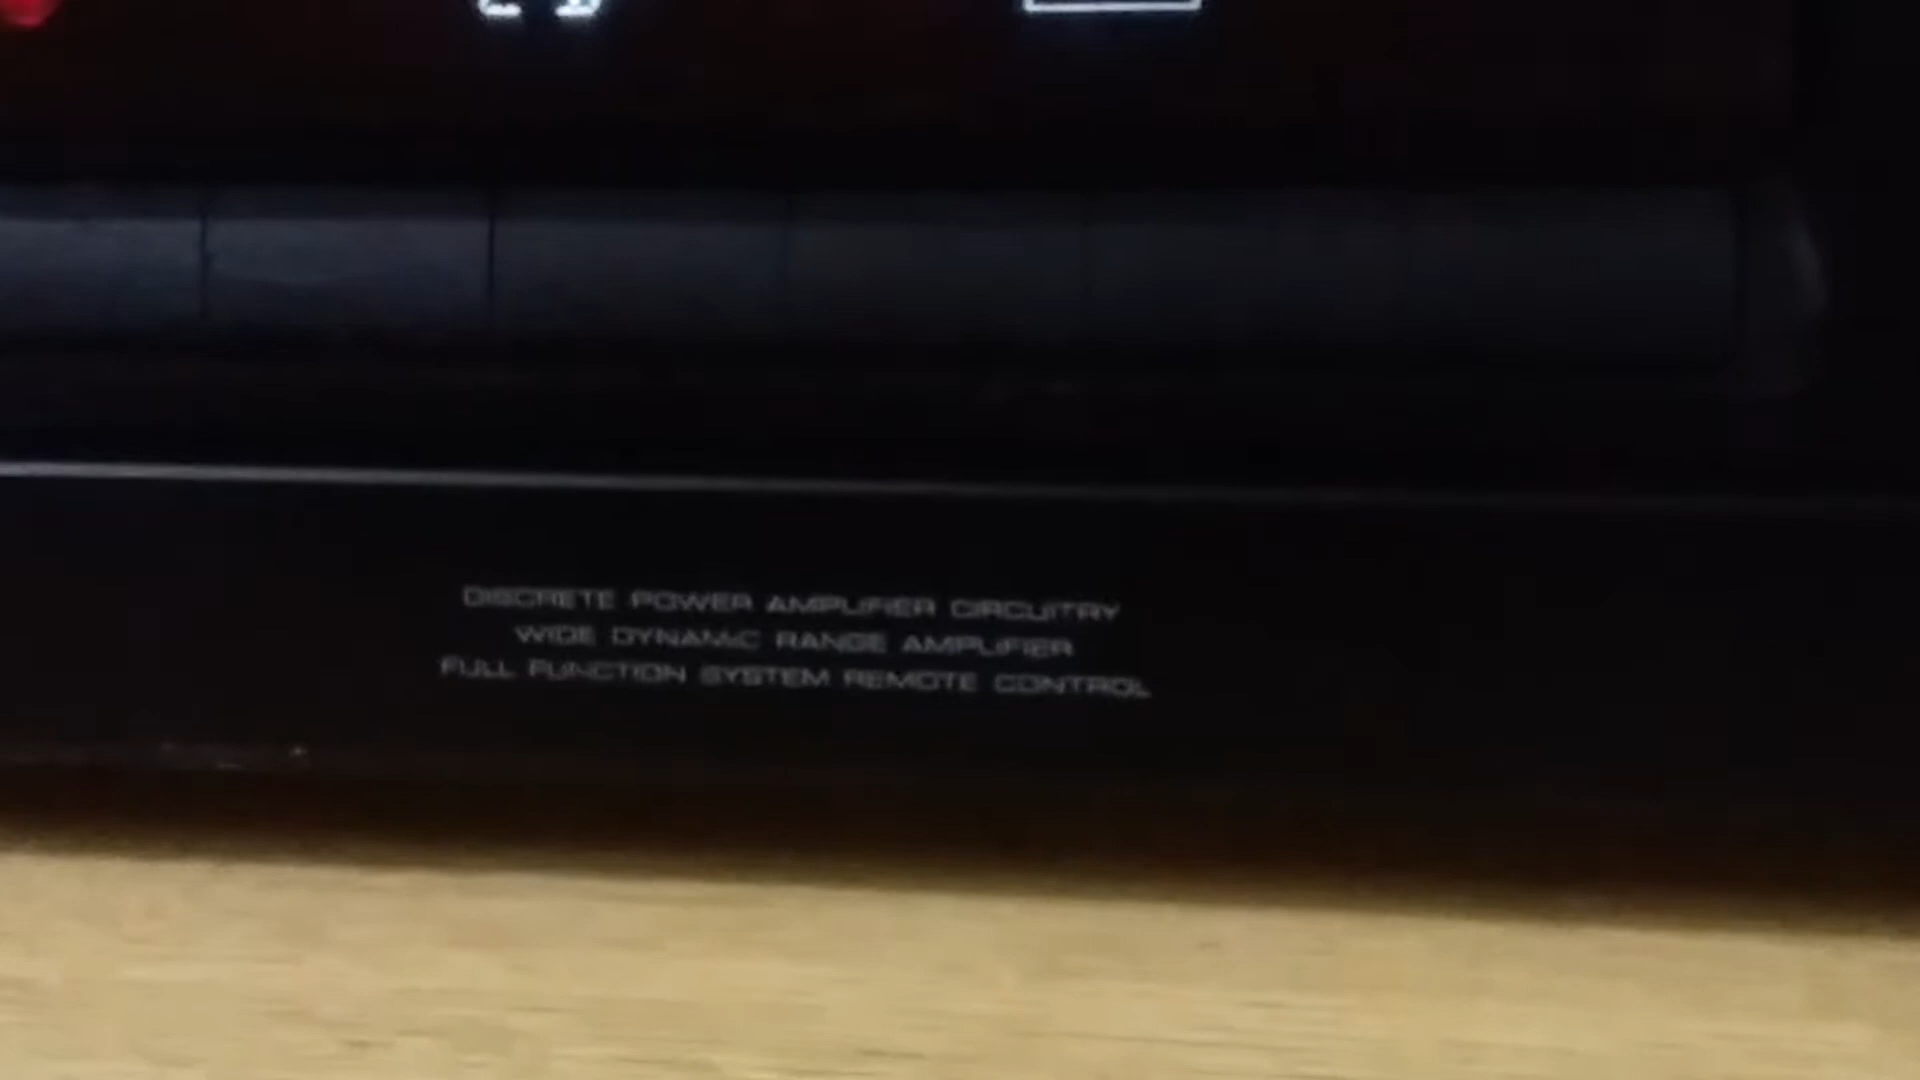 DISCRETE POWER AMPLIFIER CIRCUITRY
WIDE DYNAMIC RANGE AMPLIFIER
FULL FUNCTION SYSTEM REMOTE CONTROL